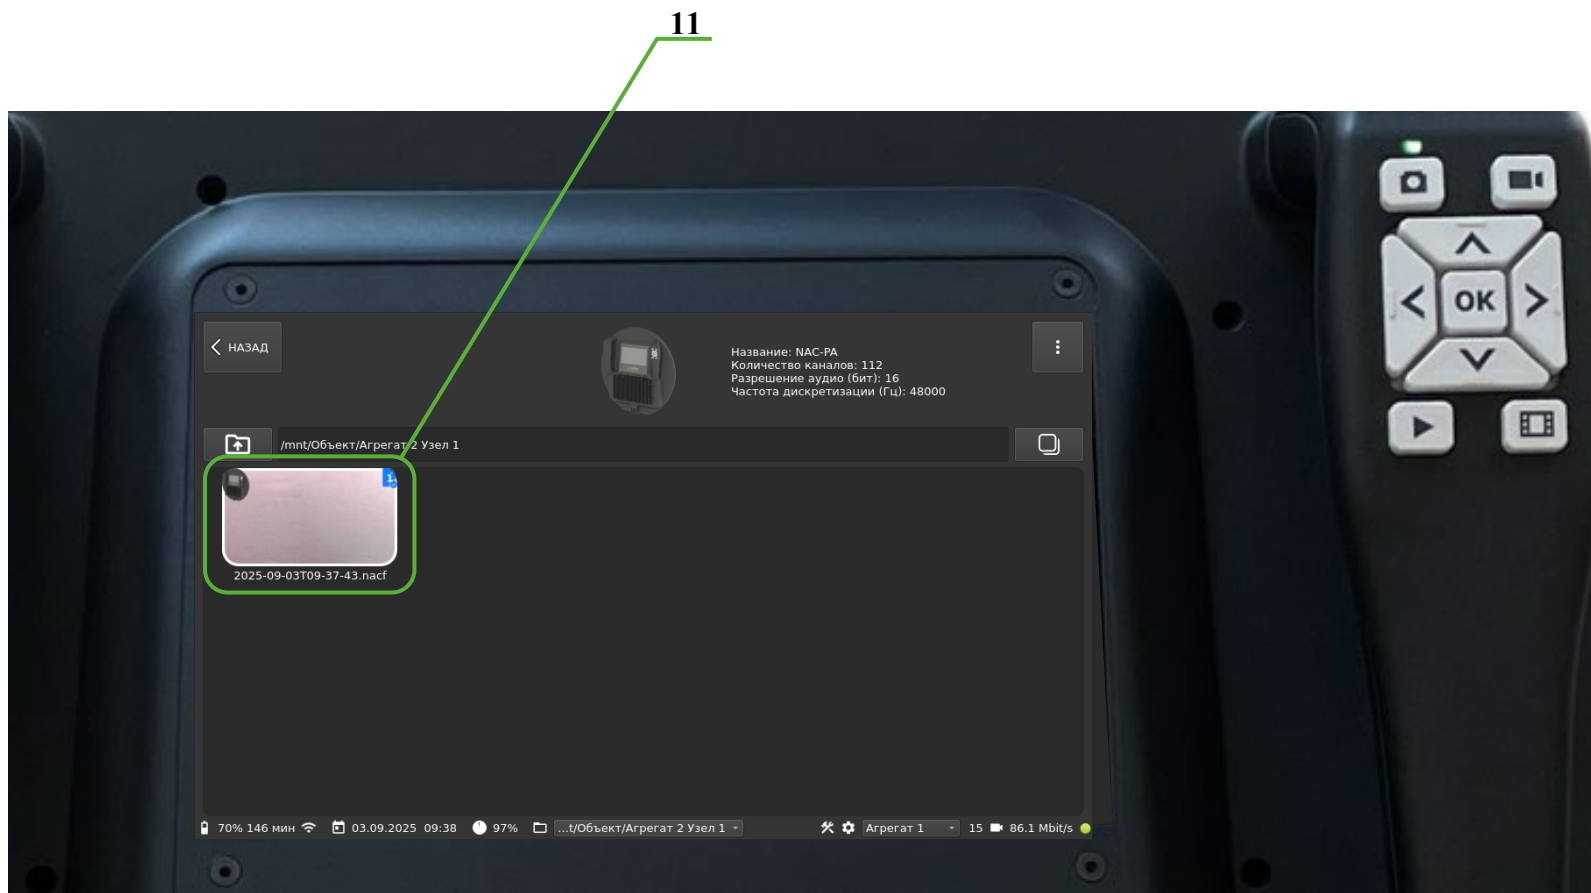 11
НАЗАД
Название: NAC-PA
Количество каналов: 112
Разрешение аудио (бит): 16
Частота дискретизации (Гц): 48000
/mnt/Объект/Агрегат 2 Узел 1
1
2025-09-03T09-37-43.nacf
OK
70% 146 мин 03.09.2025 09:38 97% ...t/Объект/Агрегат 2 Узел 1 Агрегат 1 15 86.1 Mbit/s